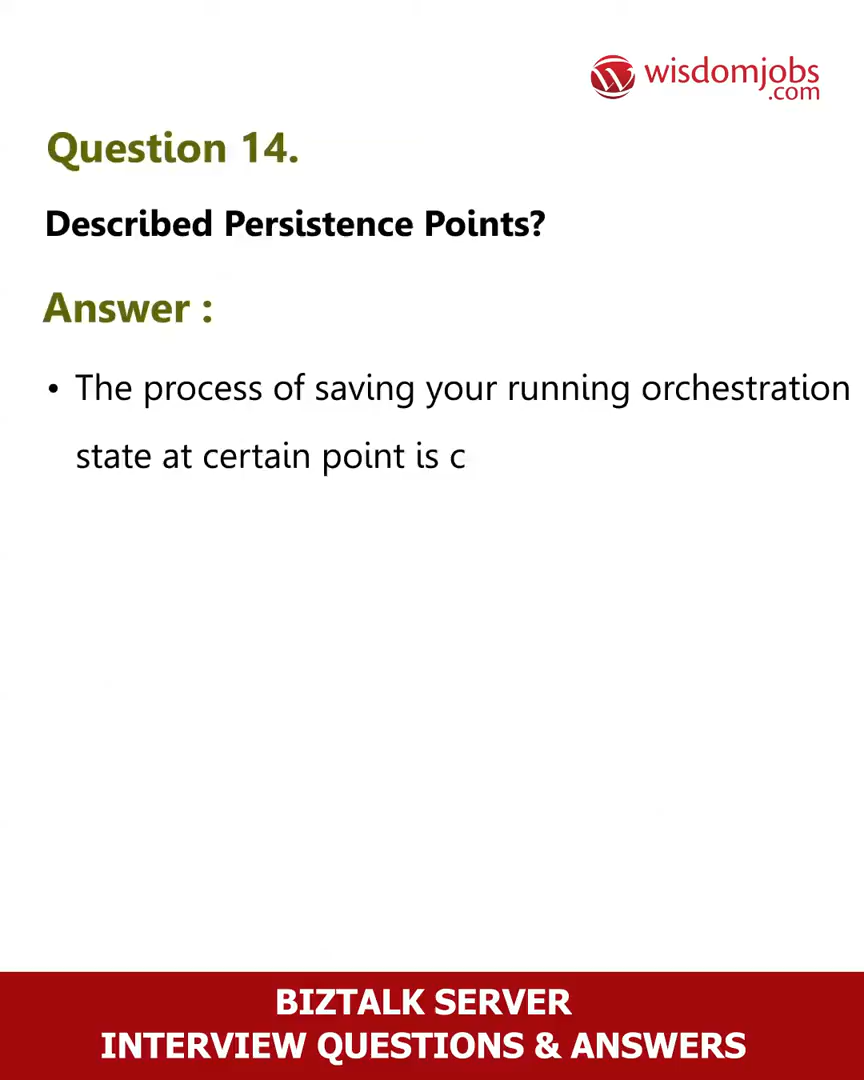 wisdomjobs
.com
Question 14.
Described Persistence Points?
Answer :
• The process of saving your running orchestration
state at certain point is c
BIZTALK SERVER
INTERVIEW QUESTIONS & ANSWERS